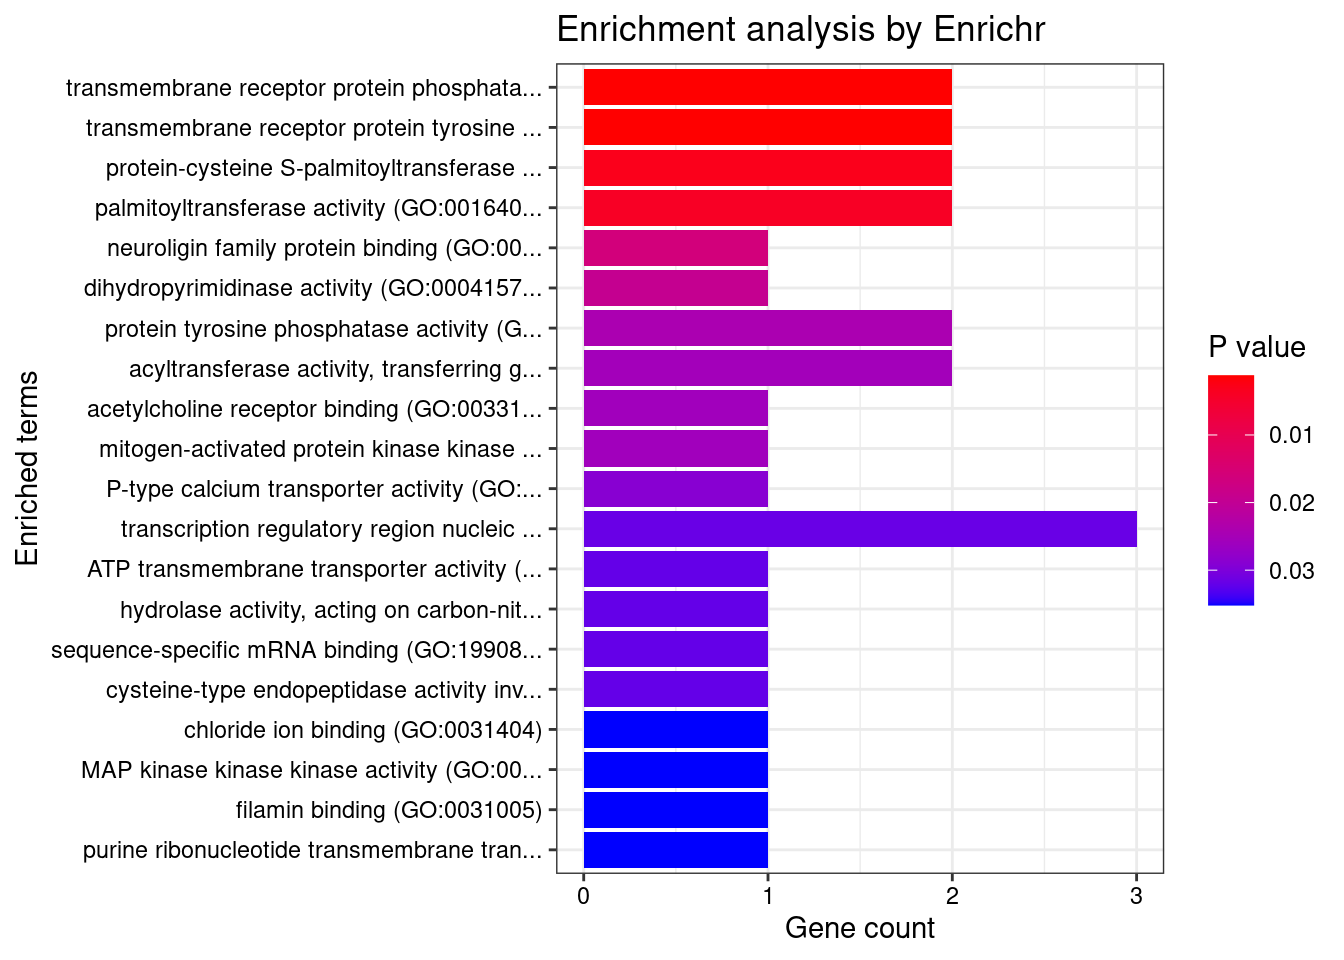 Enrichment analysis by Enrichr
transmembrane receptor protein phosphata...
transmembrane receptor protein tyrosine ...
protein-cysteine S-palmitoyltransferase ...
palmitoyltransferase activity (GO:001640...
neuroligin family protein binding (GO:00...
dihydropyrimidinase activity (GO:0004157...
protein tyrosine phosphatase activity (G...
acyltransferase activity, transferring g...
acetylcholine receptor binding (GO:00331...
mitogen-activated protein kinase kinase ...
P-type calcium transporter activity (GO:...
transcription regulatory region nucleic ...
ATP transmembrane transporter activity (...
hydrolase activity, acting on carbon-nit...
sequence-specific mRNA binding (GO:19908...
cysteine-type endopeptidase activity inv...
chloride ion binding (GO:0031404)
MAP kinase kinase kinase activity (GO:00...
filamin binding (GO:0031005)
purine ribonucleotide transmembrane tran...
Enriched terms
0 1 2 3
Gene count
P value
0.01
0.02
0.03